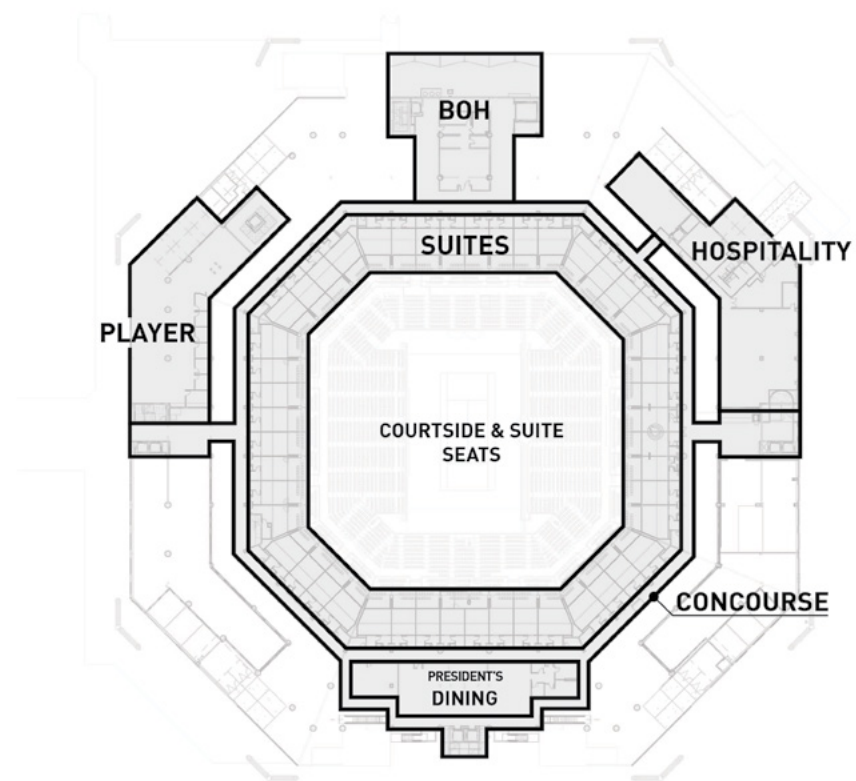 BOH
SUITES
HOSPITALITY
PLAYER
COURTSIDE & SUITE
SEATS
CONCOURSE
PRESIDENT'S
DINING